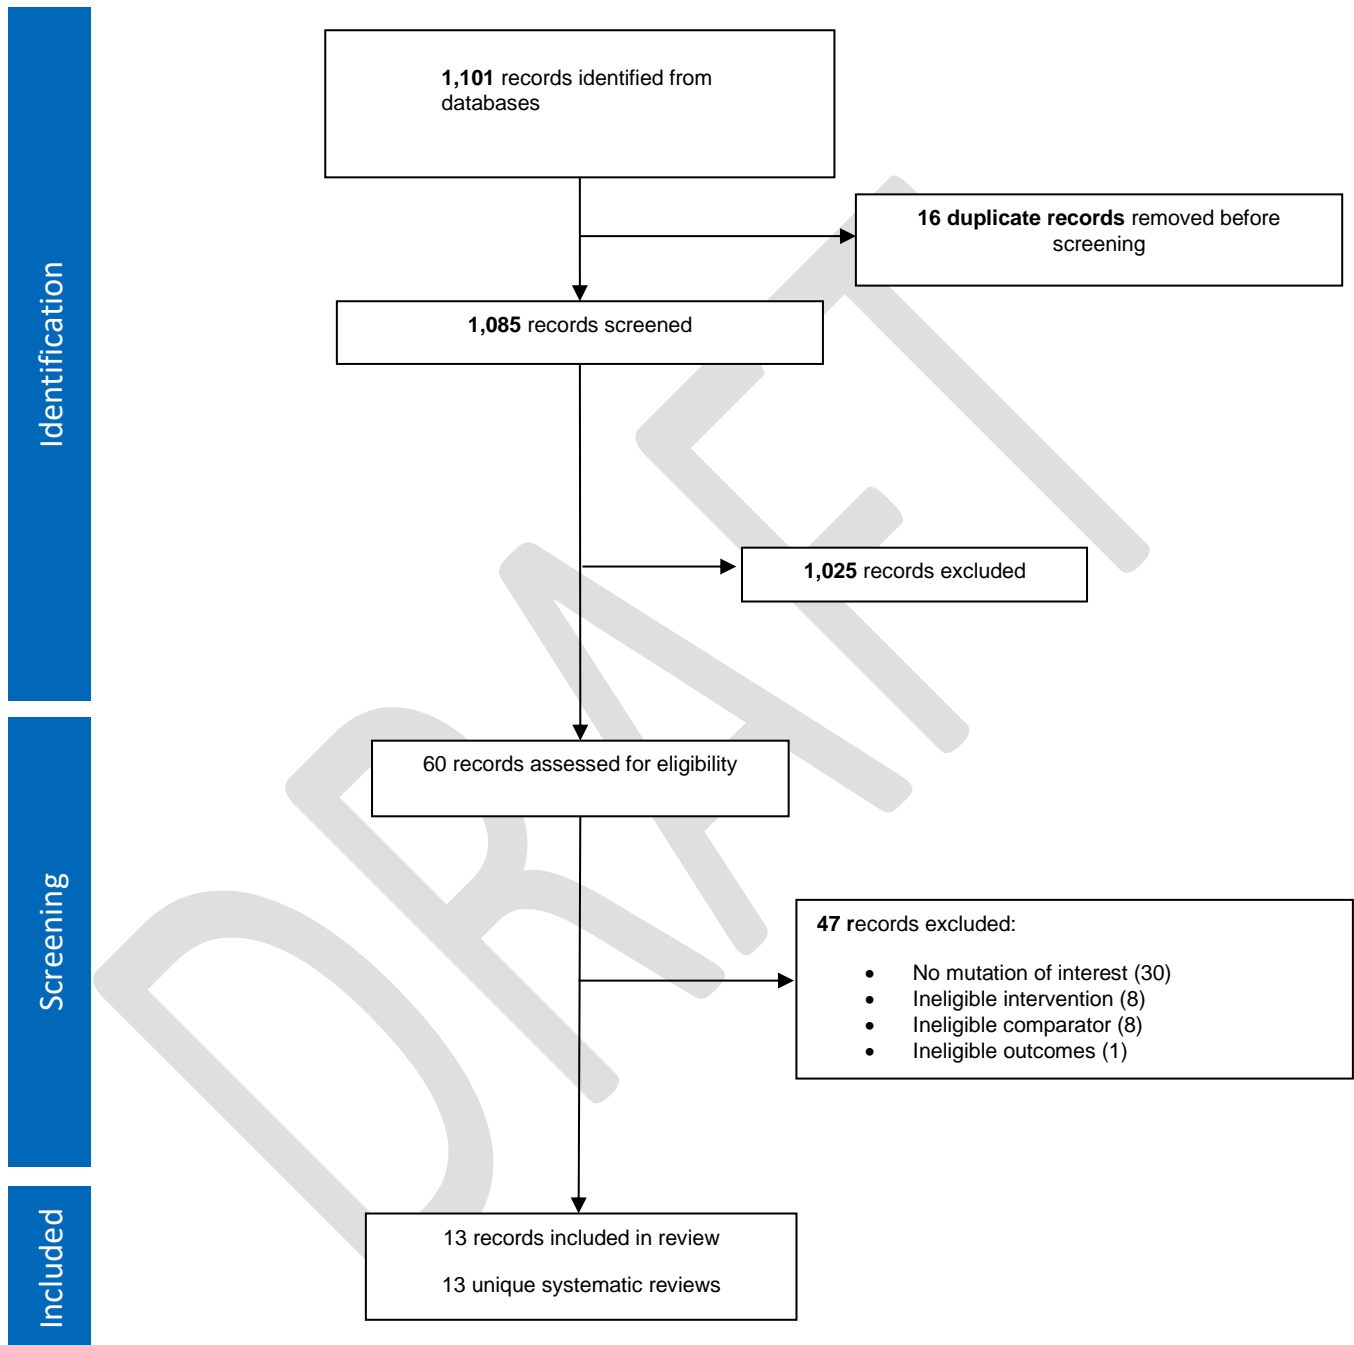 Identification
1,101 records identified from
databases
16 duplicate records removed before
screening
1,085 records screened
1,025 records excluded
Screening
60 records assessed for eligibility
47 records excluded:
• No mutation of interest (30)
• Ineligible intervention (8)
• Ineligible comparator (8)
• Ineligible outcomes (1)
Included
13 records included in review
13 unique systematic reviews
DRAFT